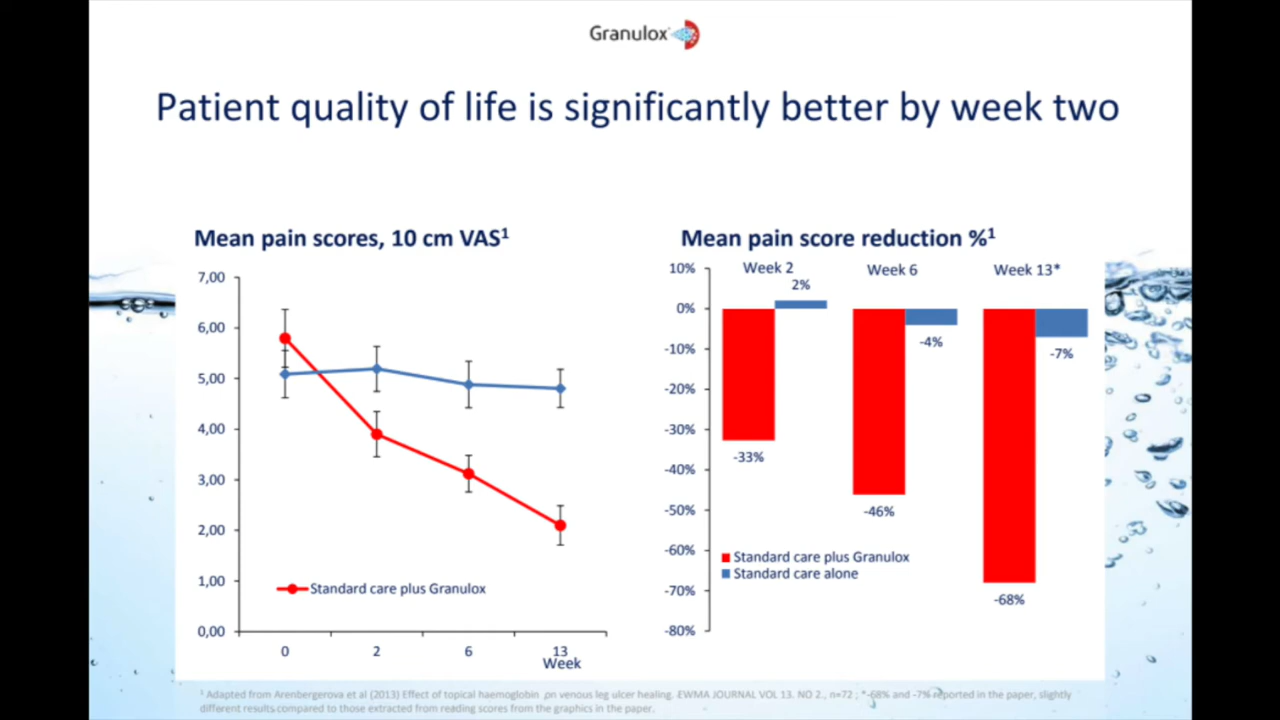 Granulox
Patient quality of life is significantly better by week two
Mean pain scores, 10 cm VAS1
7,00
6,00
5,00
4,00
3,00
2,00
1,00
0,00
Standard care plus Granulox
0 2 6 13
Week
Mean pain score reduction %1
10%
0%
-10%
-20%
-30%
-40%
-50%
-60%
-70%
-80%
Week 2 Week 6 Week 13*
2%
-4%
-7%
-33%
-46%
-68%
Standard care plus Granulox
Standard care alone
1 Adapted from Arenbergerova et al (2013) Effect of topical haemoglobin on venous leg ulcer healing. EWMA JOURNAL VOL 13. NO 2., n=72 ; *-68% and -7% reported in the paper, slightly
different results compared to those extracted from reading scores from the graphics in the paper.